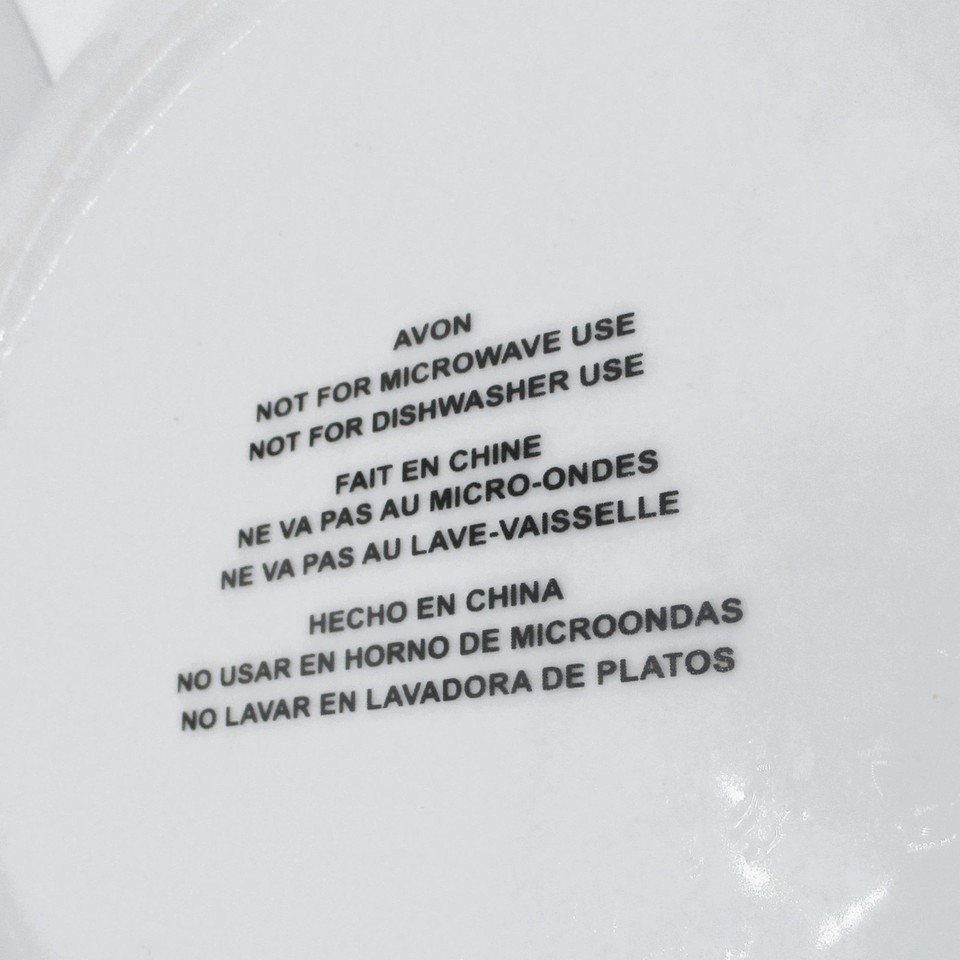 AVON
NOT FOR MICROWAVE USE
NOT FOR DISHWASHER USE
FAIT EN CHINE
NE VA PAS AU MICRO-ONDES
NE VA PAS AU LAVE-VAISSELLE
HECHO EN CHINA
NO USAR EN HORNO DE MICROONDAS
NO LAVAR EN LAVADORA DE PLATOS